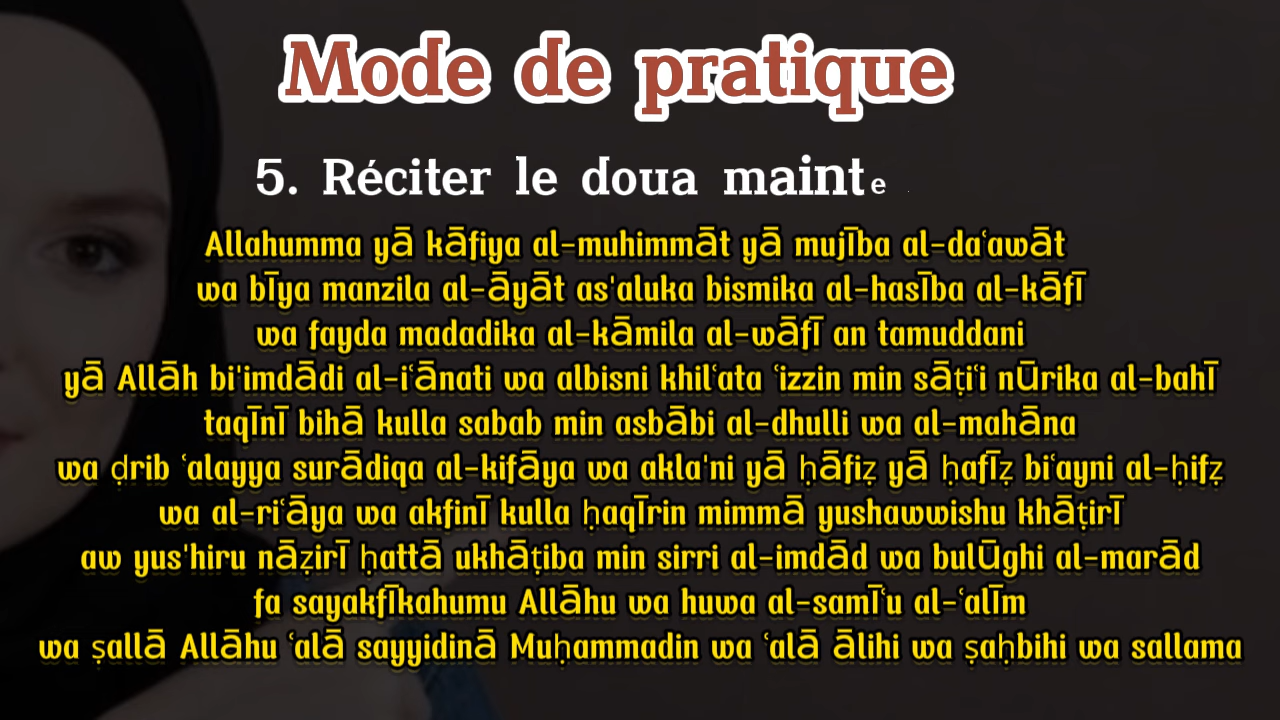 Mode de pratique
5. Réciter le doua mainte
Allahumma yā kāfiya al-muhimmāt yā mujība al-daʿawāt
wa bīya manzila al-āyāt as'aluka bismika al-hasība al-kāfī
wa fayda madadika al-kāmila al-wāfī an tamuddani
yā Allāh bi'imdādi al-iʿānati wa albisni khilʿata ʿizzin min sāṭiʿi nūrika al-bahī
taqīnī bihā kulla sabab min asbābi al-dhulli wa al-mahāna
wa ḍrib ʿalayya surādiqa al-kifāya wa akla'ni yā ḥāfiẓ yā ḥafīẓ biʿayni al-ḥifẓ
wa al-riʿāya wa akfinī kulla ḥaqīrin mimmā yushawwishu khāṭirī
aw yus'hiru nāẓirī ḥattā ukhāṭiba min sirri al-imdād wa bulūghi al-marād
fa sayakfīkahumu Allāhu wa huwa al-samīʿu al-ʿalīm
wa ṣallā Allāhu ʿalā sayyidinā Muḥammadin wa ʿalā ālihi wa ṣaḥbihi wa sallama